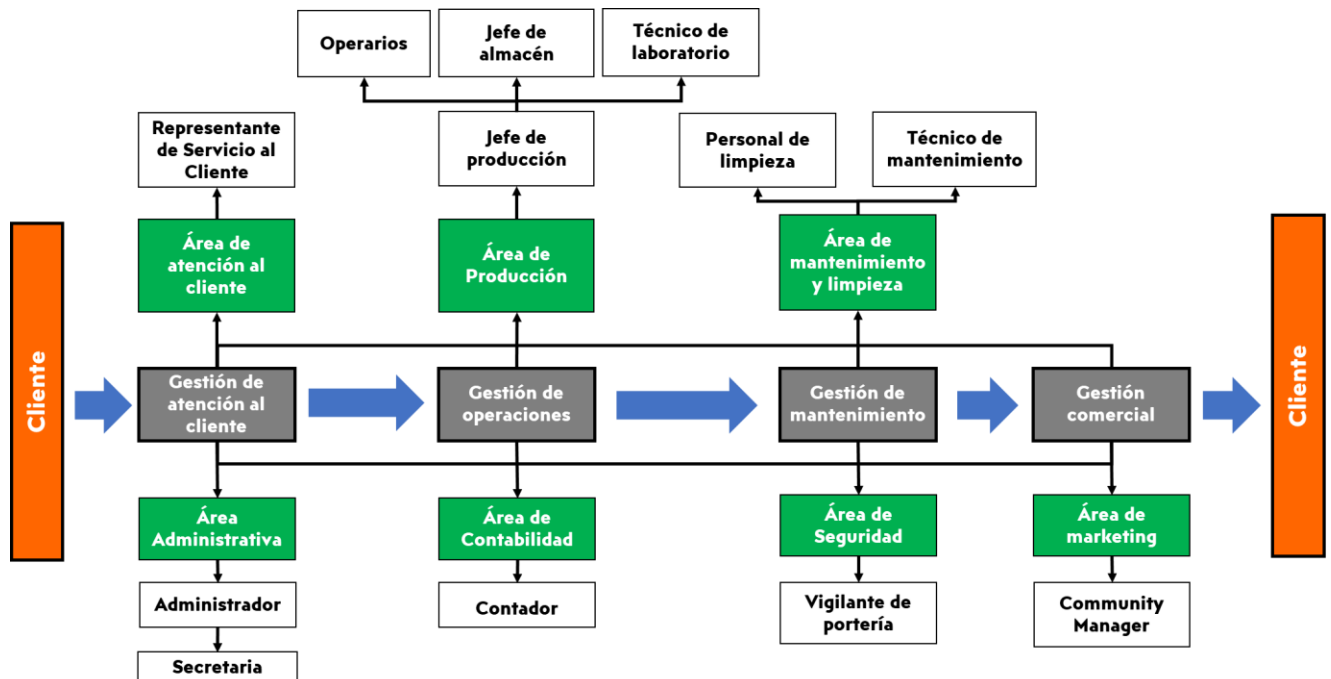 Operarios
Jefe de
almacén
Técnico de
laboratorio
Representante
de Servicio al
Cliente
Jefe de
producción
Personal de
limpieza
Técnico de
mantenimiento
Área de
atención al
cliente
Área de
Producción
Área de
mantenimiento
y limpieza
Cliente
Gestión de
atención al
cliente
Gestión de
operaciones
Gestión de
mantenimiento
Gestión
comercial
Cliente
Área
Administrativa
Área de
Contabilidad
Área de
Seguridad
Área de
marketing
Administrador
Contador
Vigilante de
portería
Community
Manager
Secretaria